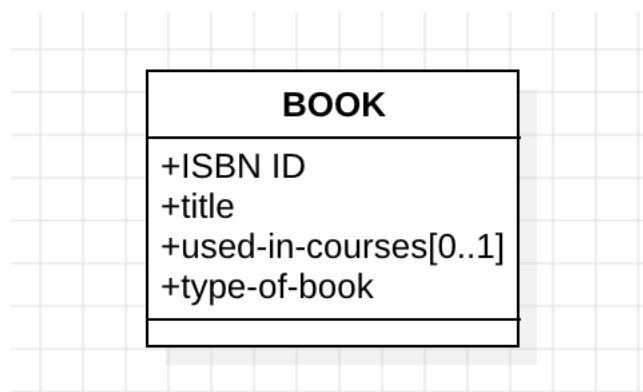 BOOK
+ISBN ID
+title
+used-in-courses[0..1]
+type-of-book